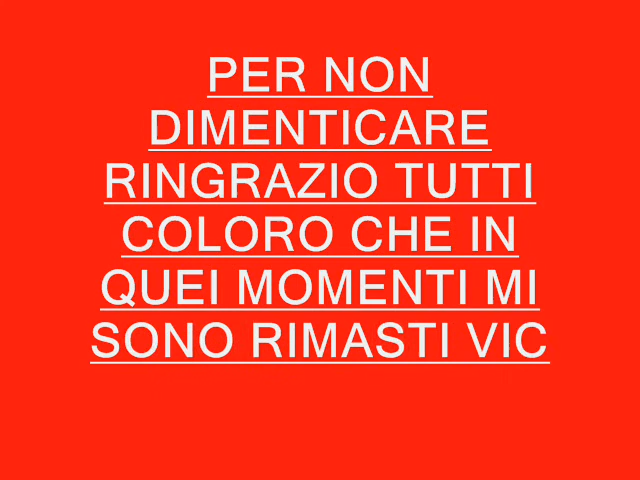 PER NON
DIMENTICARE
RINGRAZIO TUTTI
COLORO CHE IN
QUEI MOMENTI MI
SONO RIMASTI VIC